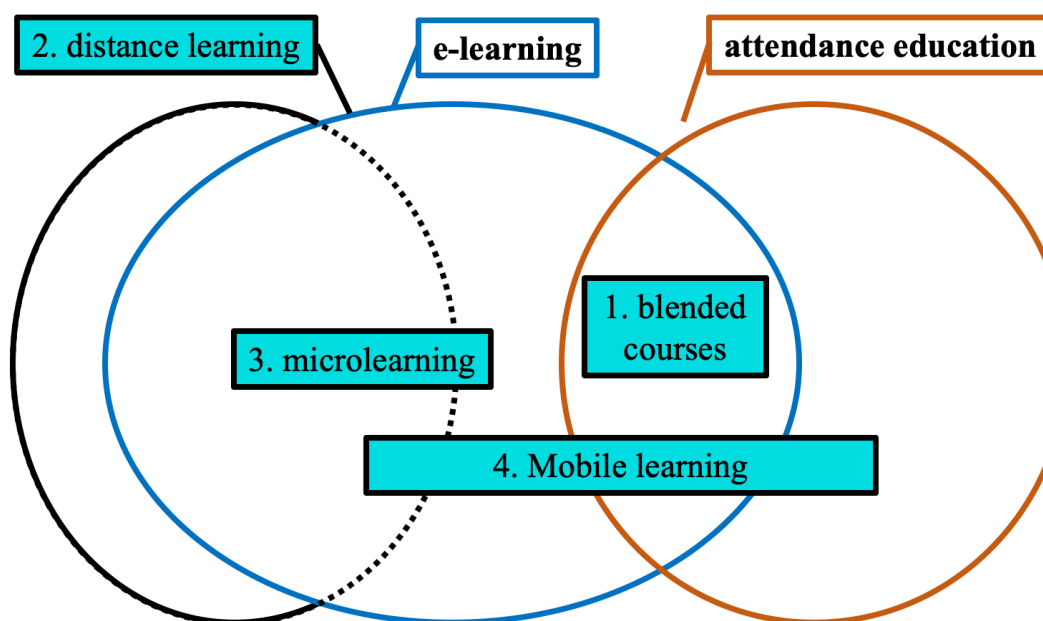 2. distance learning
e-learning
attendance education
1. blended
courses
3. microlearning
4. Mobile learning